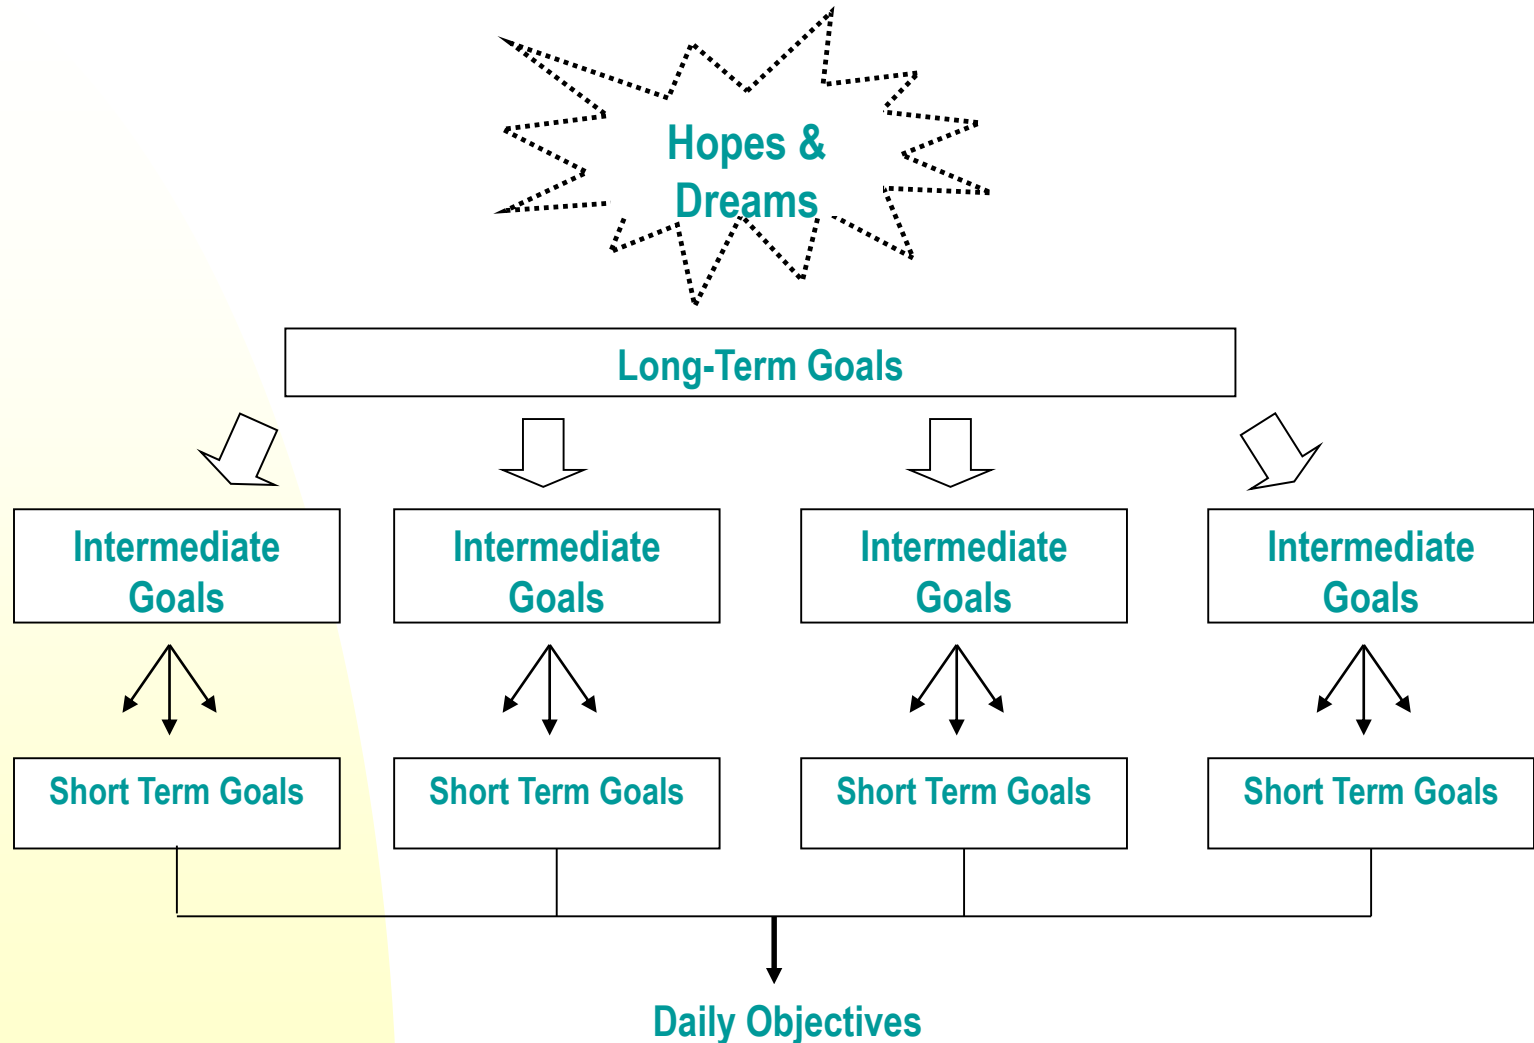 Hopes &
Dreams
Long-Term Goals
Intermediate
Goals
Intermediate
Goals
Intermediate
Goals
Intermediate
Goals
Short Term Goals
Short Term Goals
Short Term Goals
Short Term Goals
Daily Objectives